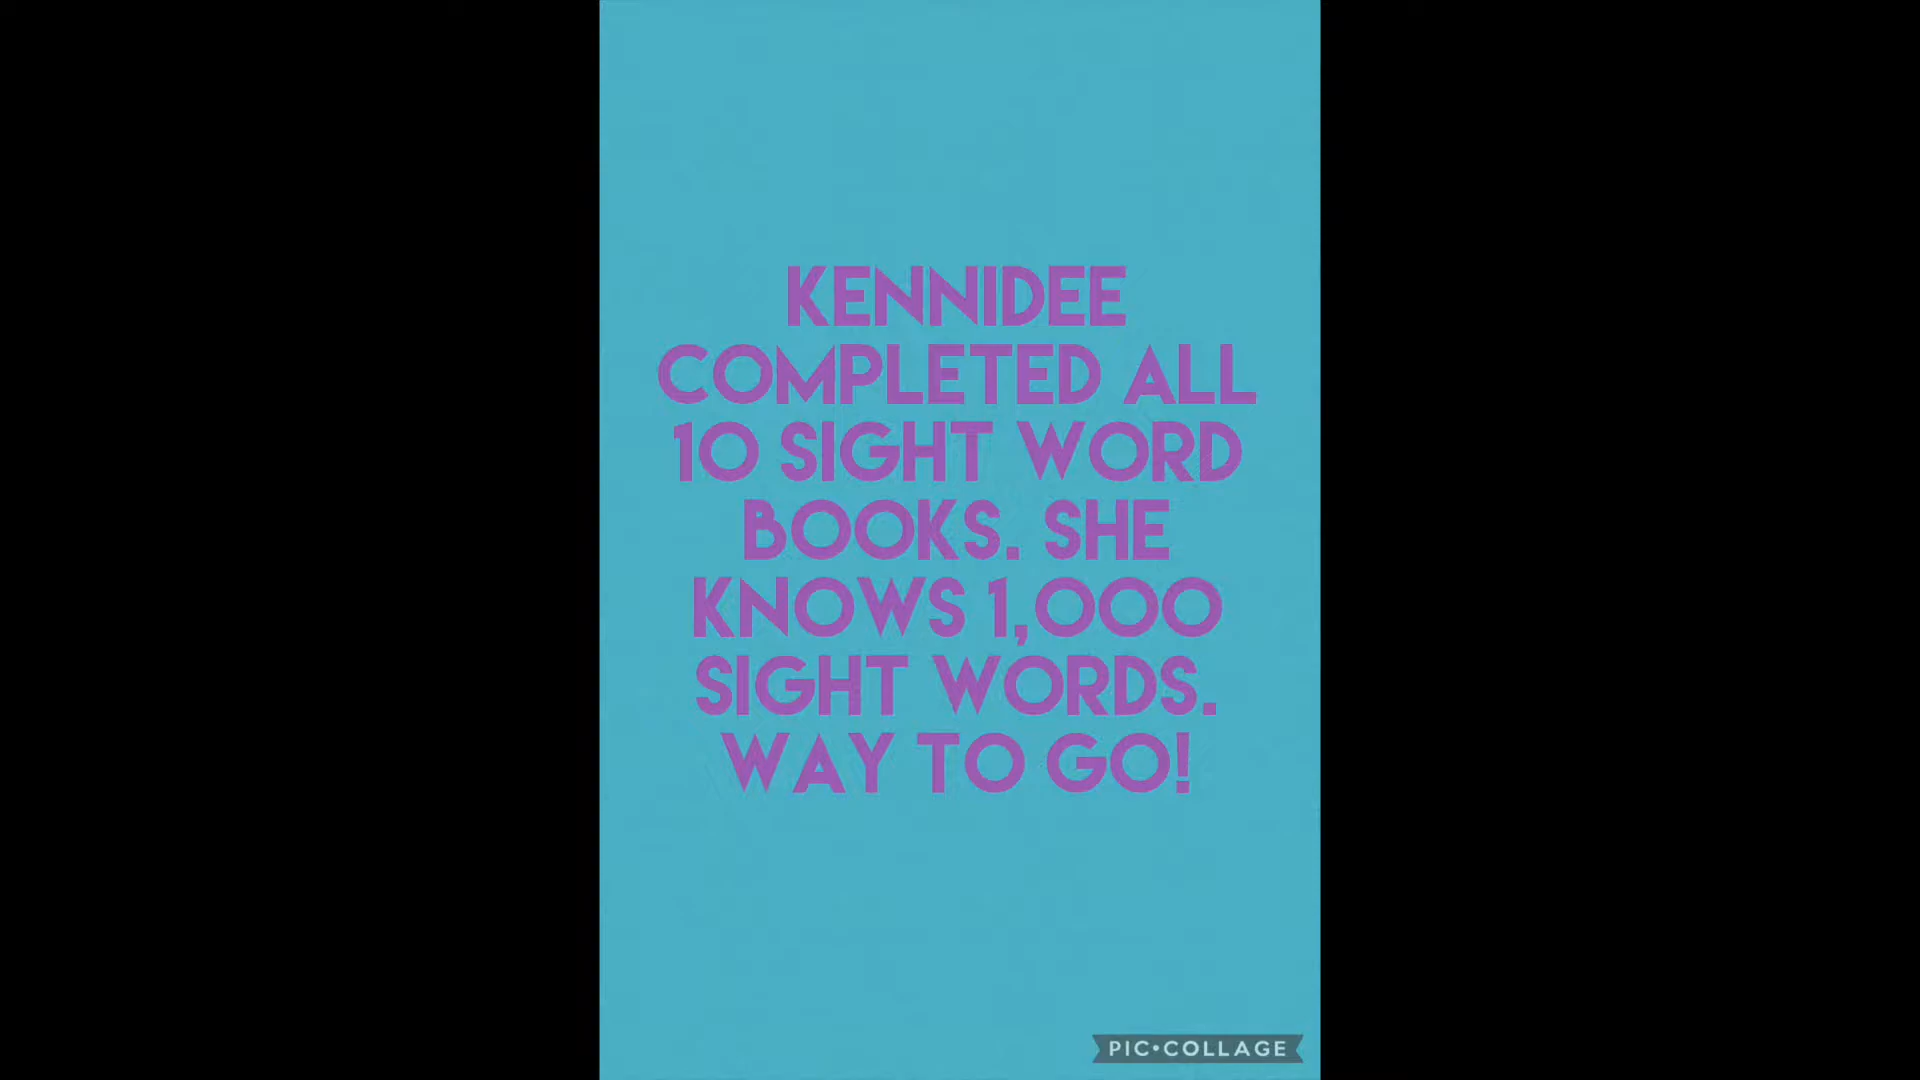 KENNIDEE
COMPLETED ALL
10 SIGHT WORD
BOOKS. SHE
KNOWS 1,000
SIGHT WORDS.
WAY TO GO!
PIC•COLLAGE